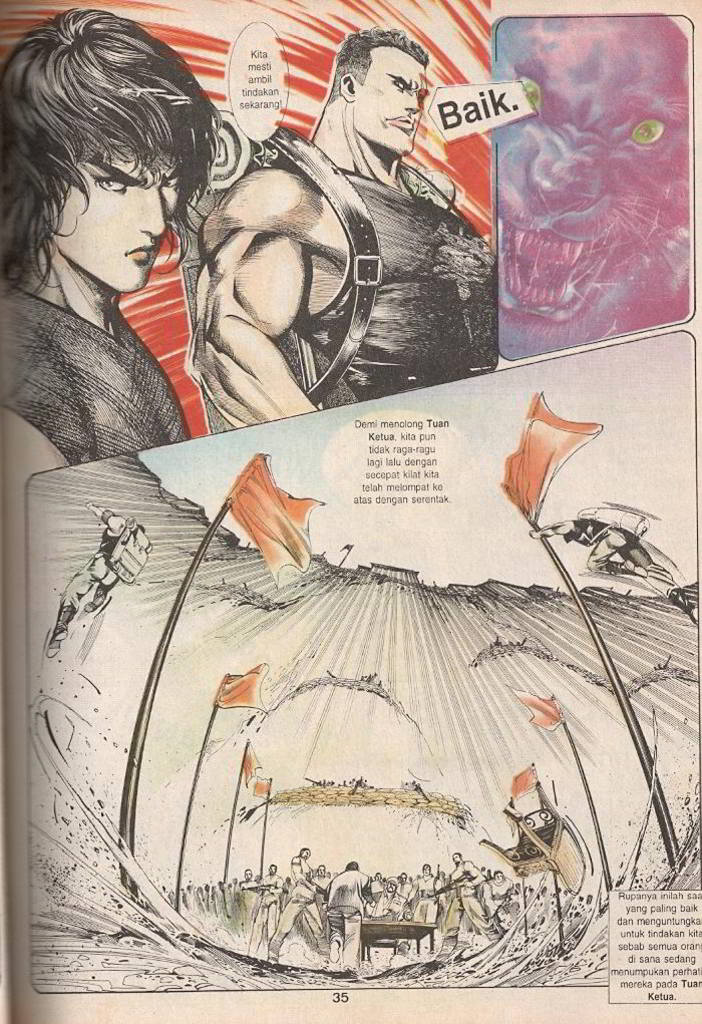 Kita
mesti
ambil
tindakan
sekarang!
Baik.
Demi menolong Tuan
Ketua, kita pun
tidak raga-ragu
lagi lalu dengan
secepat kilat kita
telah melompat ke
atas dengan serentak.
Rupanya inilah saa
yang paling baik
dan menguntungkan
untuk tindakan kita
sebab semua orang
di sana sedang
menumpukan perhati
mereka pada Tuan
Ketua.
35